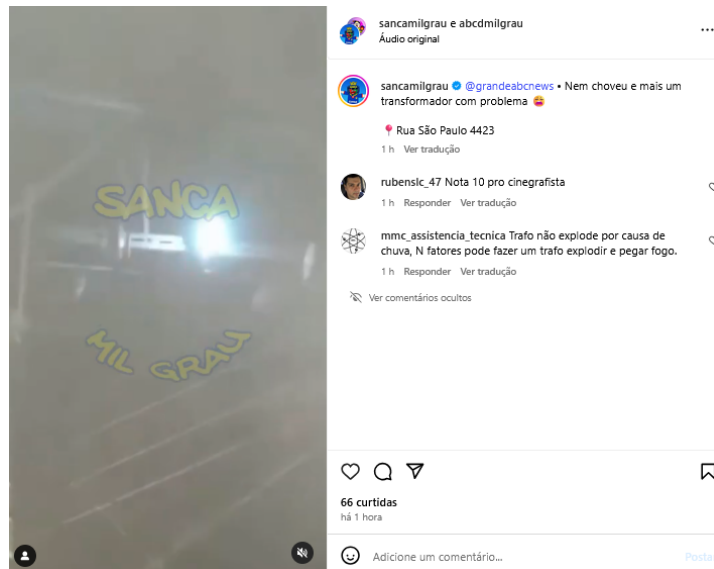 SANCA
MIL GRAU
sancamilgrau e abcdmilgrau
Áudio original
sancamilgrau @grandeabcnews • Nem choveu e mais um
transformador com problema 😩
📍 Rua São Paulo 4423
1 h Ver tradução
rubenslc_47 Nota 10 pro cinegrafista
1 h Responder Ver tradução
mmc_assistencia_tecnica Trafo não explode por causa de
chuva, N fatores pode fazer um trafo explodir e pegar fogo.
1 h Responder Ver tradução
Ver comentários ocultos
66 curtidas
há 1 hora
Adicione um comentário...
Posta